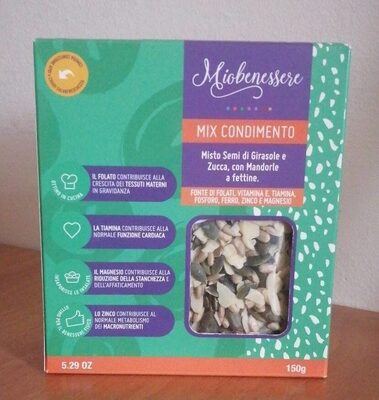 Miobenessere
MIX CONDIMENTO
Misto Semi di Girasole e
Zucca, con Mandorle
a fettine.
FONTE DI FOLATI, VITAMINA E, TIAMINA,
FOSFORO, FERRO, ZINCO E MAGNESIO
IL FOLATO CONTRIBUISCE ALLA
CRESCITA DEI TESSUTI MATERNI
IN GRAVIDANZA
OTTIMO IN CUCINA
LA TIAMINA CONTRIBUISCE ALLA
NORMALE FUNZIONE CARDIACA
IL MAGNESIO CONTRIBUISCE ALLA
RIDUZIONE DELLA STANCHEZZA E
DELL'AFFATICAMENTO
LO ZINCO CONTRIBUISCE AL
NORMALE METABOLISMO
DEI MACRONUTRIENTI
5.29 OZ
150g